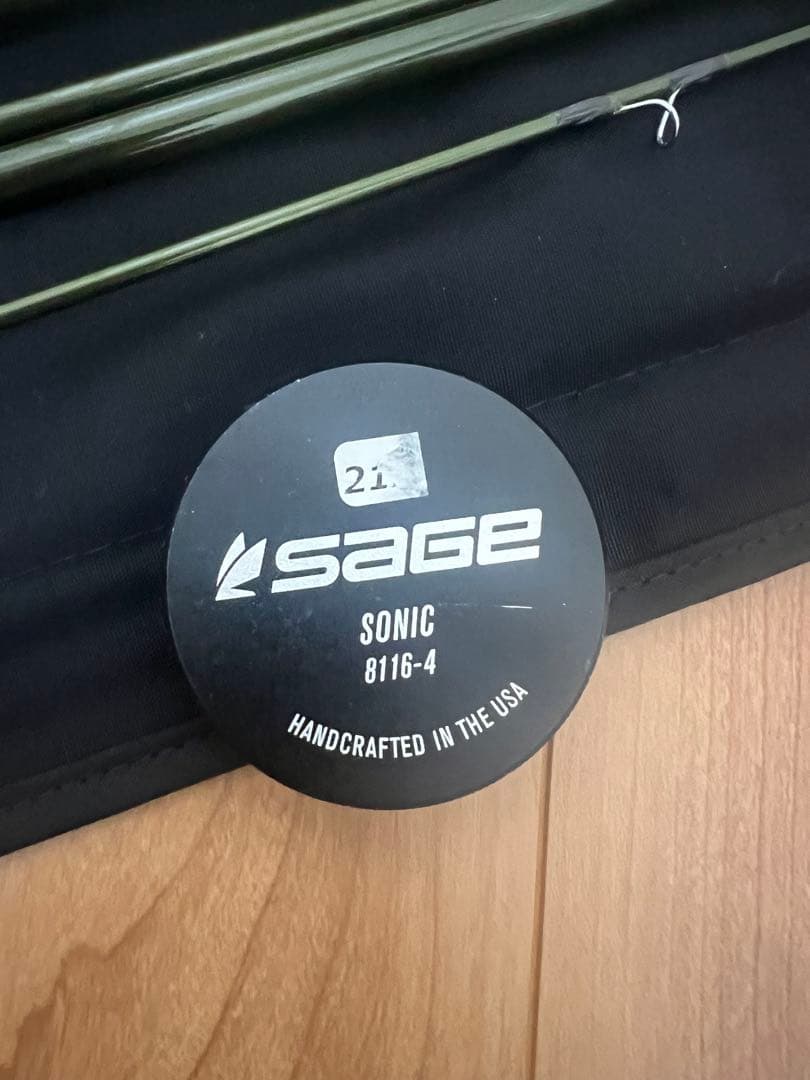 21
SaGe
SONIC
8116-4
HANDCRAFTED IN THE USA